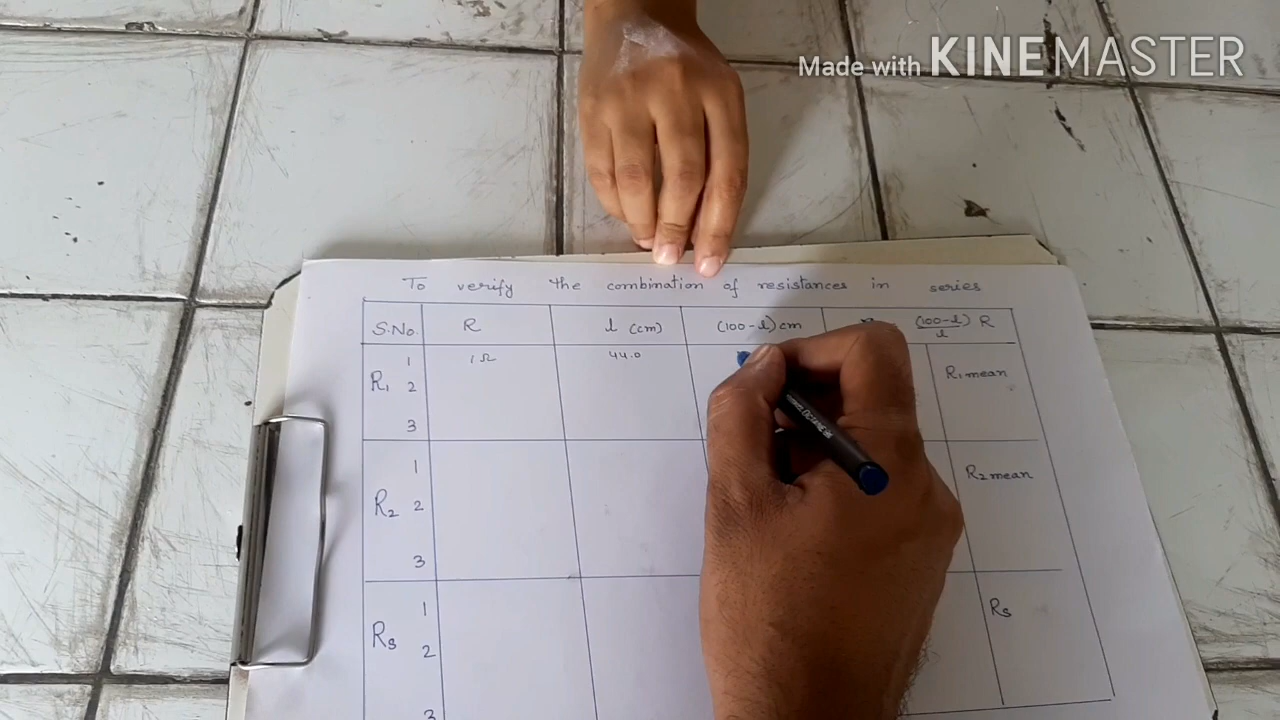 Made with KINEMASTER
To verify the combination of resistances in series
S.No. R l (cm) (100-l)cm (100-l)/l R
R1 1 1Ω 44.0 R1 mean
2
3
R2 1 R2 mean
2
3
Rs 1 Rs
2
3